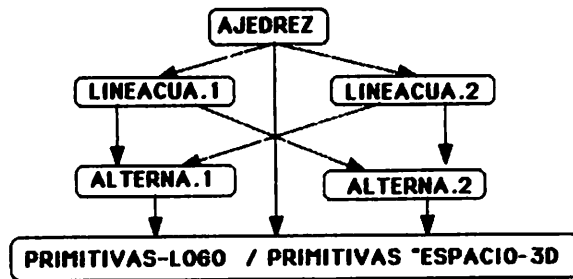 AJEDREZ
LINEACUA.1
LINEACUA.2
ALTERNA.1
ALTERNA.2
PRIMITIVAS-LOGO / PRIMITIVAS "ESPACIO-3D